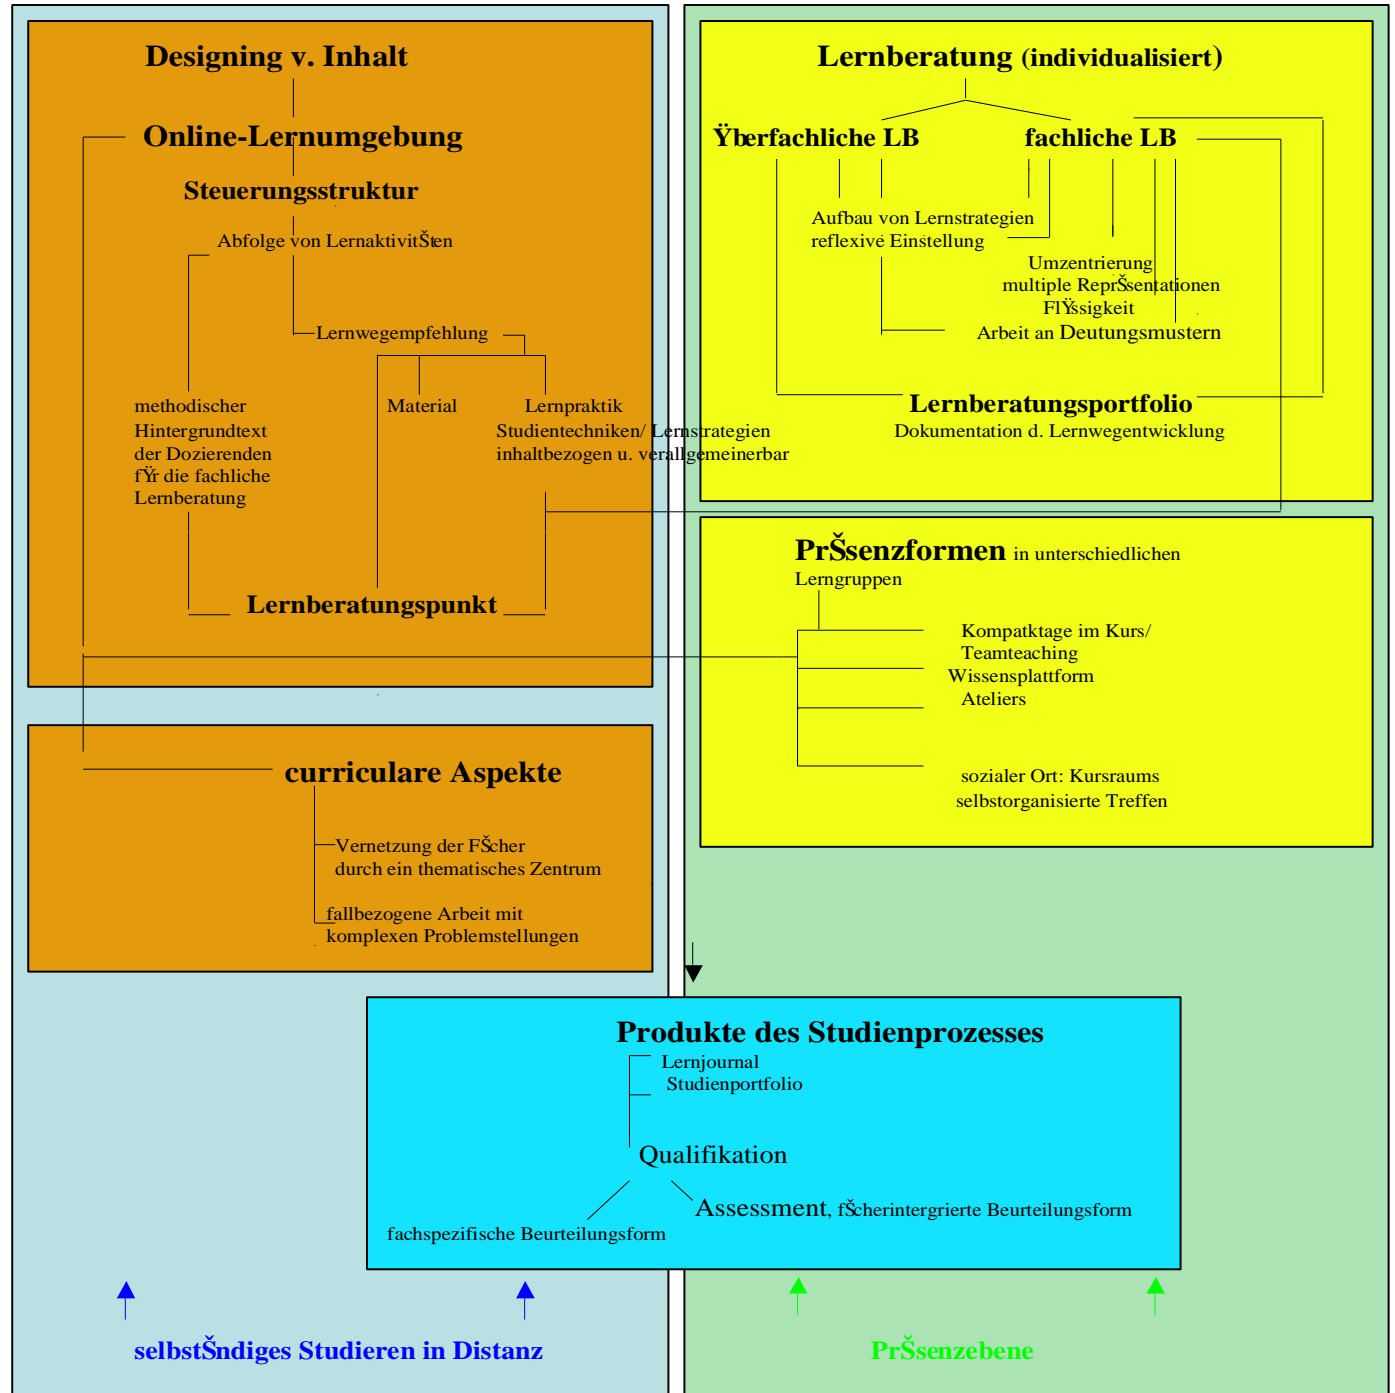 Designing v. Inhalt
Online-Lernumgebung
Steuerungsstruktur
Abfolge von LernaktivitŠten
Lernwegempfehlung
methodischer
Hintergrundtext
der Dozierenden
fŸr die fachliche
Lernberatung
Material
Lernpraktik
Studientechniken/ Lernstrategien
inhaltbezogen u. verallgemeinerbar
Lernberatungspunkt
curriculare Aspekte
Vernetzung der FŠcher
durch ein thematisches Zentrum
fallbezogene Arbeit mit
komplexen Problemstellungen
Lernberatung (individualisiert)
Ÿberfachliche LB
fachliche LB
Aufbau von Lernstrategien
reflexive Einstellung
Umzentrierung
multiple ReprŠsentationen
FlŸssigkeit
Arbeit an Deutungsmustern
Lernberatungsportfolio
Dokumentation d. Lernwegentwicklung
PrŠsenzformen in unterschiedlichen
Lerngruppen
Kompatktage im Kurs/
Teamteaching
Wissensplattform
Ateliers
sozialer Ort: Kursraums
selbstorganisierte Treffen
Produkte des Studienprozesses
Lernjournal
Studienportfolio
Qualifikation
Assessment, fŠcherintergrierte Beurteilungsform
fachspezifische Beurteilungsform
selbstŠndiges Studieren in Distanz
PrŠsenzebene